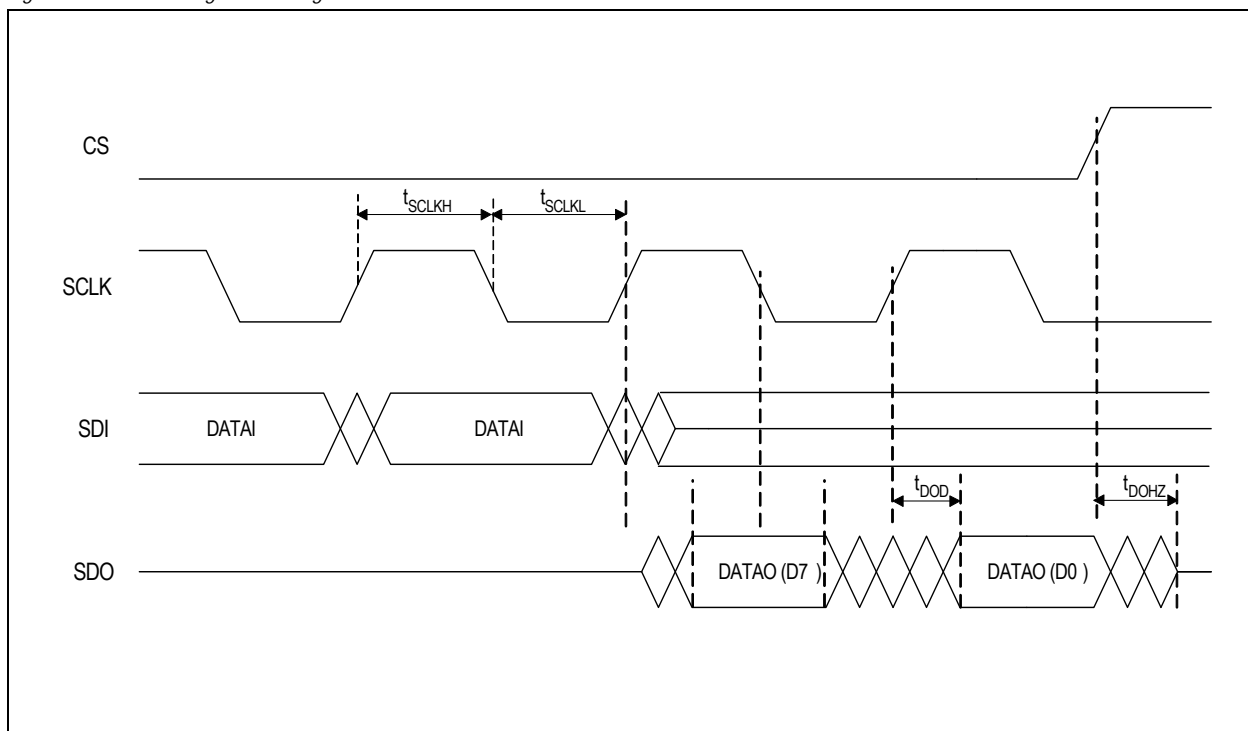 CS
tSCLKH
tSCLKL
SCLK
SDI
DATAI
DATAI
tDOD
tDOHZ
SDO
DATAO (D7 )
DATAO (D0 )